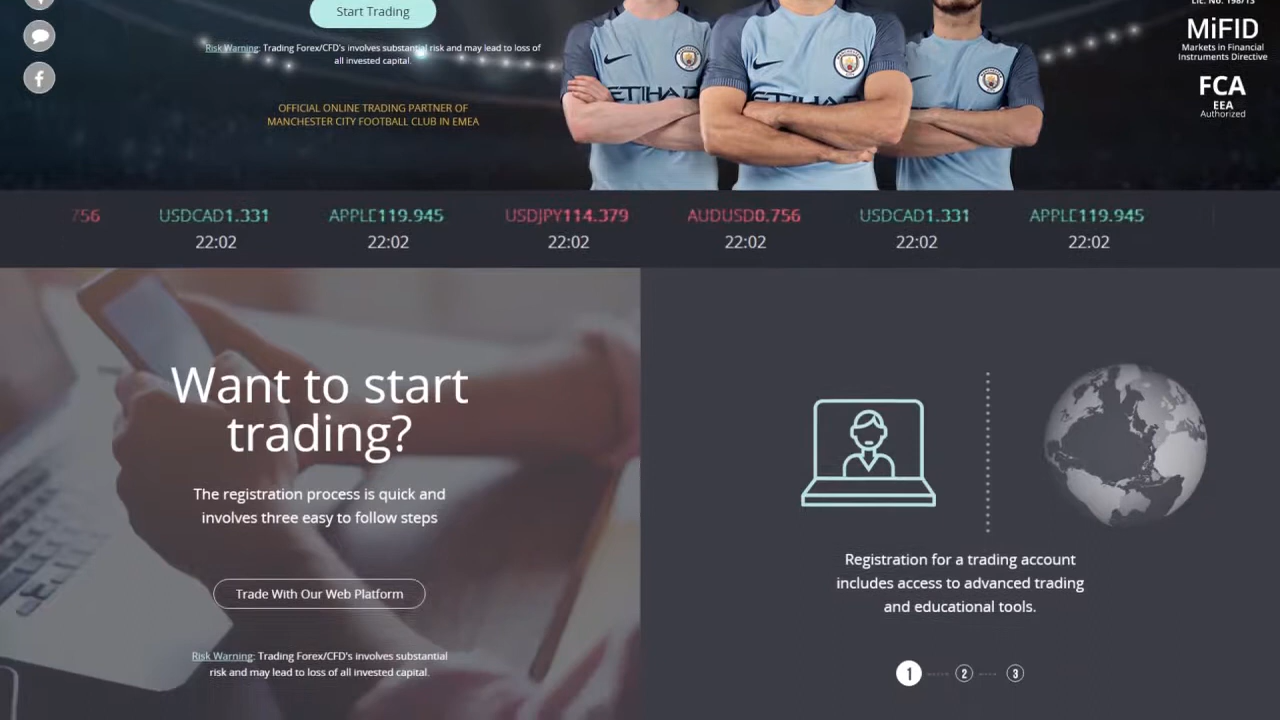 Start Trading
Risk Warning: Trading Forex/CFD's involves substantial risk and may lead to loss of
all invested capital.
OFFICIAL ONLINE TRADING PARTNER OF
MANCHESTER CITY FOOTBALL CLUB IN EMEA
ETIHAD
LIC. No. 198/13
MiFID
Markets in Financial
Instruments Directive
FCA
EEA
Authorized
756 USDCAD1.331 APPLE119.945 USDJPY114.379 AUDUSD0.756 USDCAD1.331 APPLE119.945
22:02 22:02 22:02 22:02 22:02 22:02
Want to start
trading?
The registration process is quick and
involves three easy to follow steps
Trade With Our Web Platform
Risk Warning: Trading Forex/CFD's involves substantial
risk and may lead to loss of all invested capital.
Registration for a trading account
includes access to advanced trading
and educational tools.
1 2 3